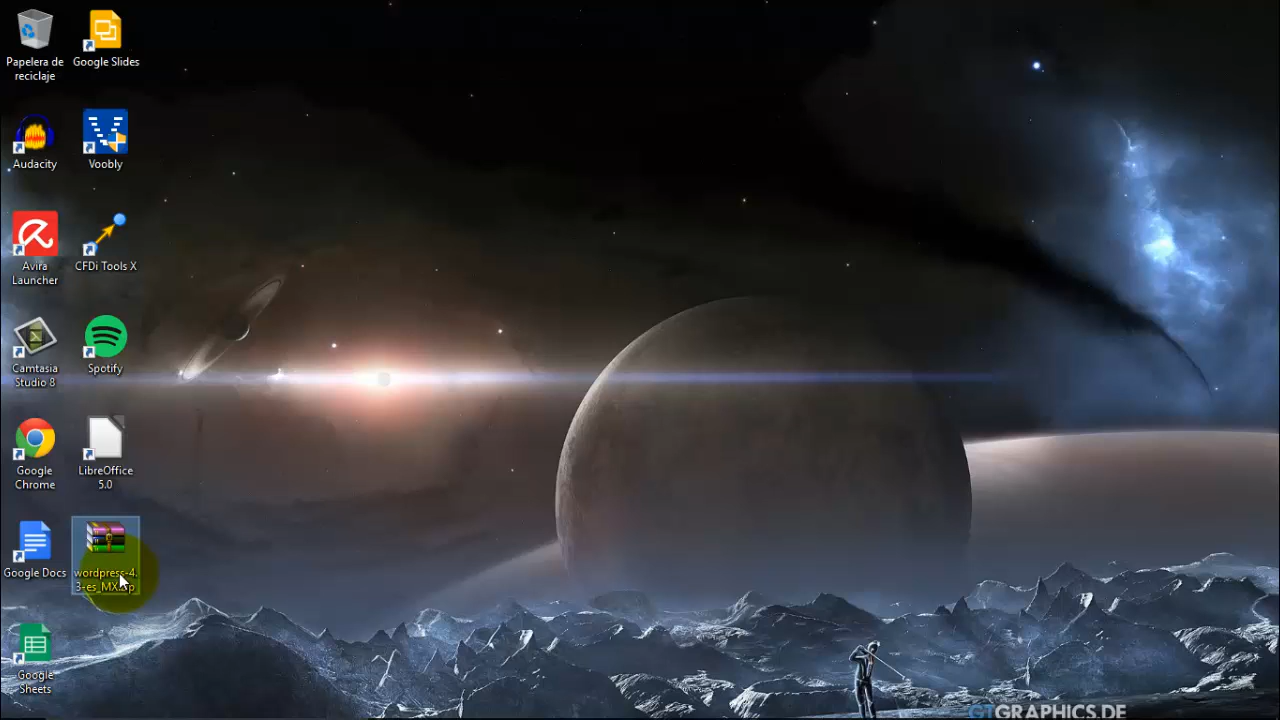 Papelera de
reciclaje
Google Slides
Audacity
Voobly
Avira
Launcher
CFDi Tools X
Camtasia
Studio 8
Spotify
Google
Chrome
LibreOffice
5.0
Google Docs
wordpress-4.
3-es_MX.zip
Google
Sheets
GTGRAPHICS.DE